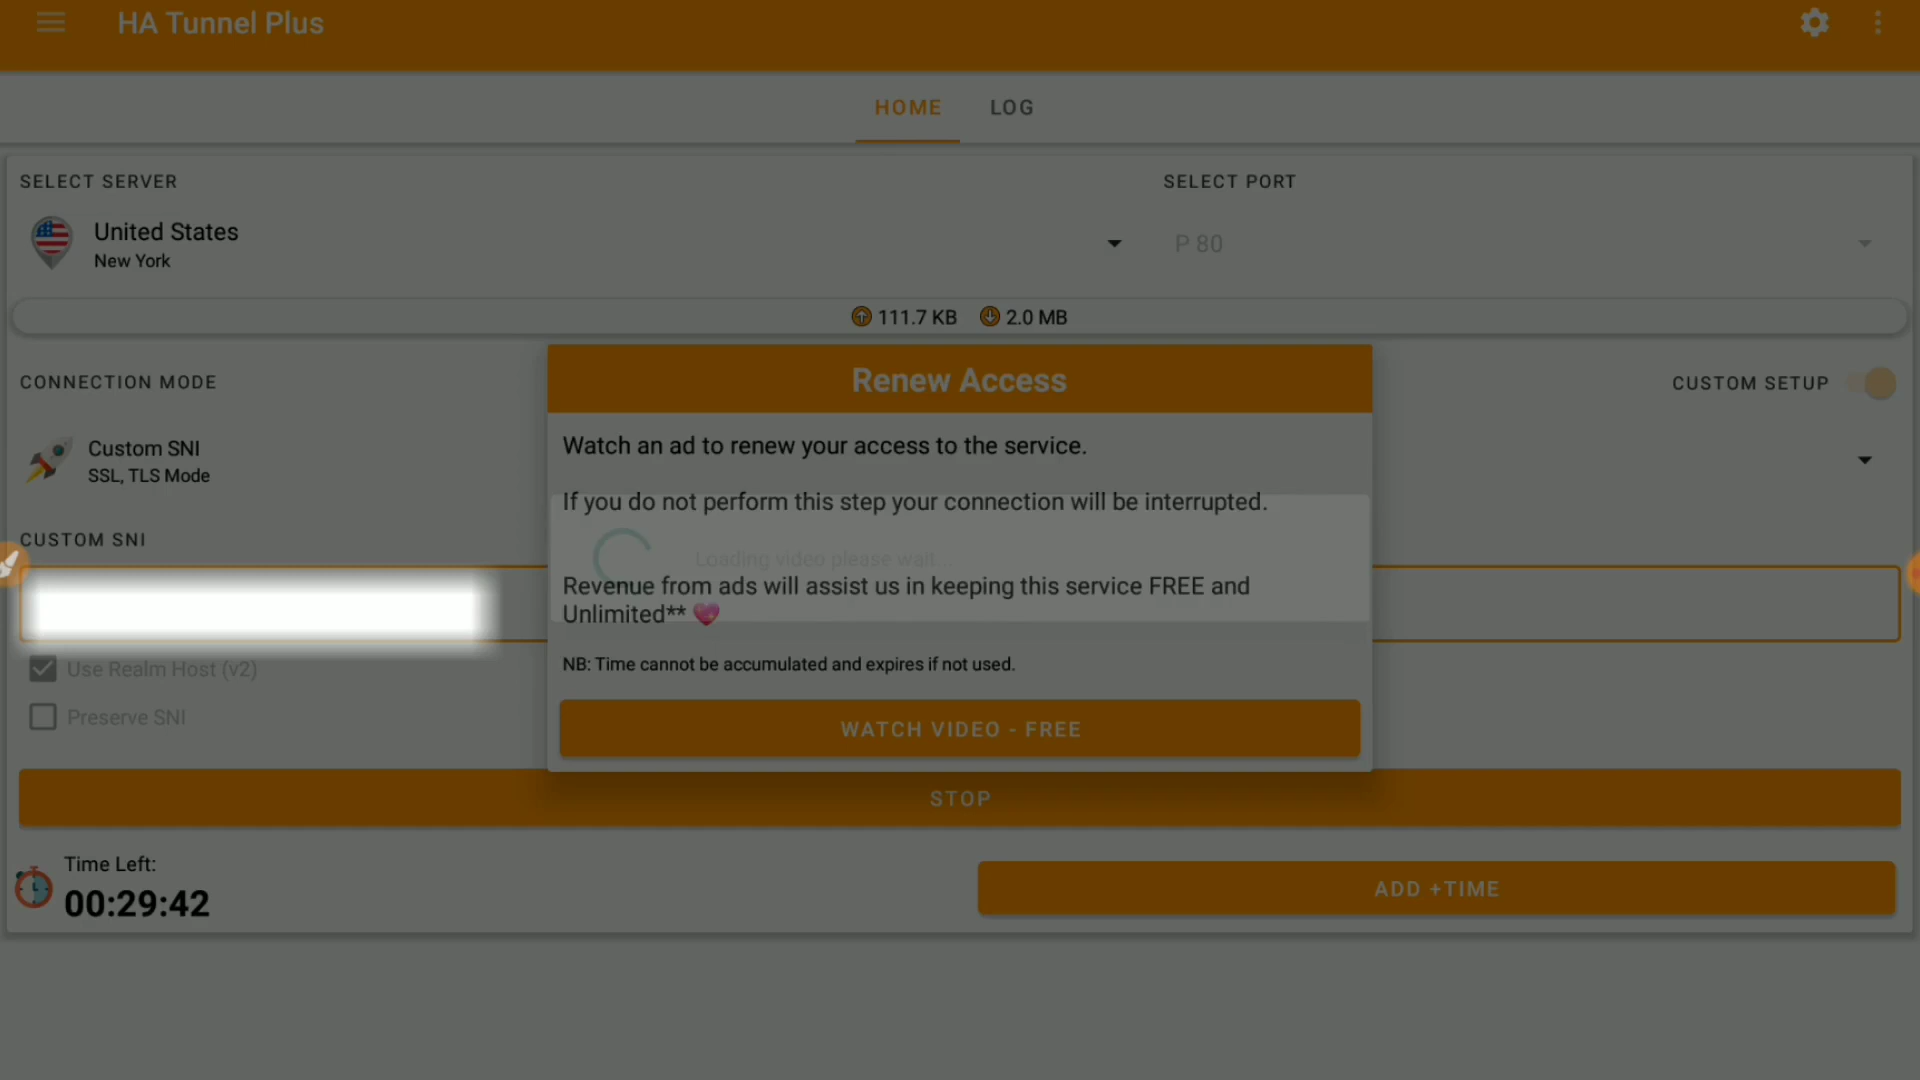 HA Tunnel Plus
HOME LOG
SELECT SERVER
SELECT PORT
United States
New York
P 80
111.7 KB 2.0 MB
CONNECTION MODE
CUSTOM SETUP
Custom SNI
SSL, TLS Mode
CUSTOM SNI
Use Realm Host (v2)
Preserve SNI
Renew Access
Watch an ad to renew your access to the service.
If you do not perform this step your connection will be interrupted.
Loading video please wait...
Revenue from ads will assist us in keeping this service FREE and
Unlimited** 💖
NB: Time cannot be accumulated and expires if not used.
WATCH VIDEO - FREE
STOP
Time Left:
00:29:42
ADD +TIME